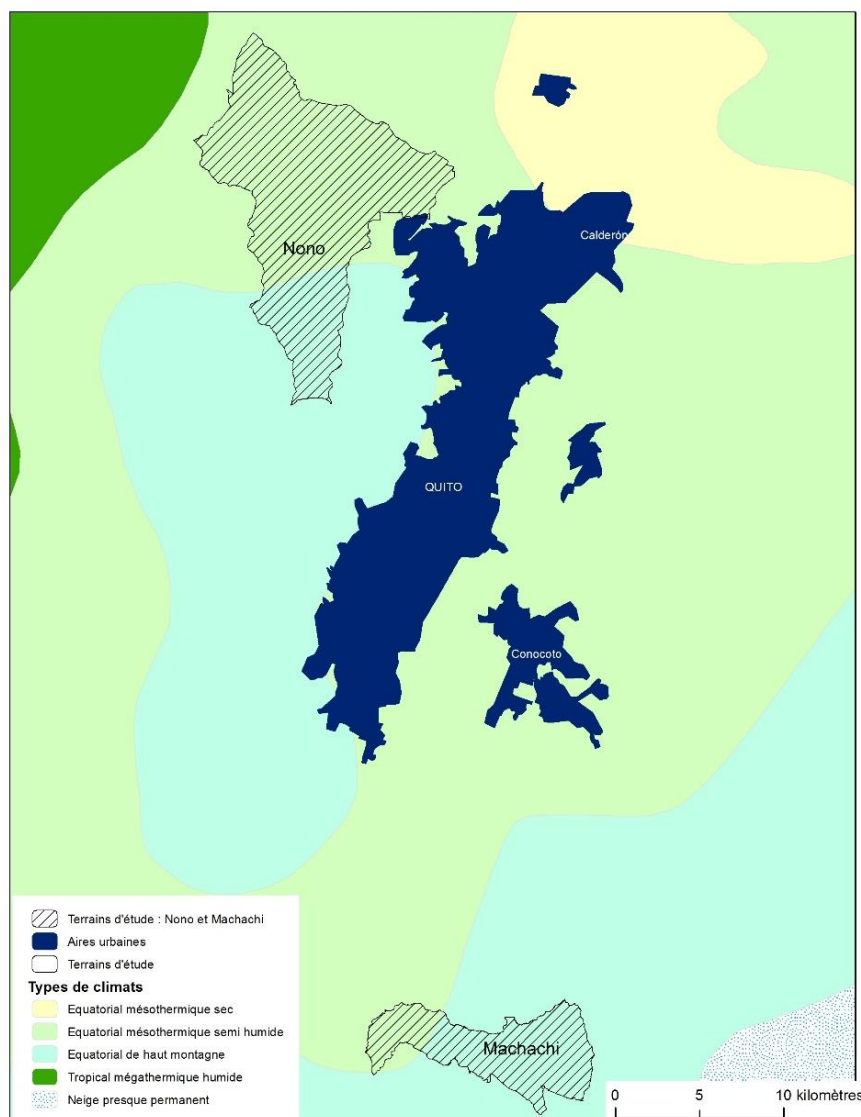 Calderón
Nono
QUITO
Conocoto
Terrains d'étude : Nono et Machachi
Aires urbaines
Terrains d'étude
Types de climats
Equatorial mésothermique sec
Equatorial mésothermique semi humide
Equatorial de haut montagne
Tropical mégathermique humide
Neige presque permanent
Machachi
0 5 10 kilomètres